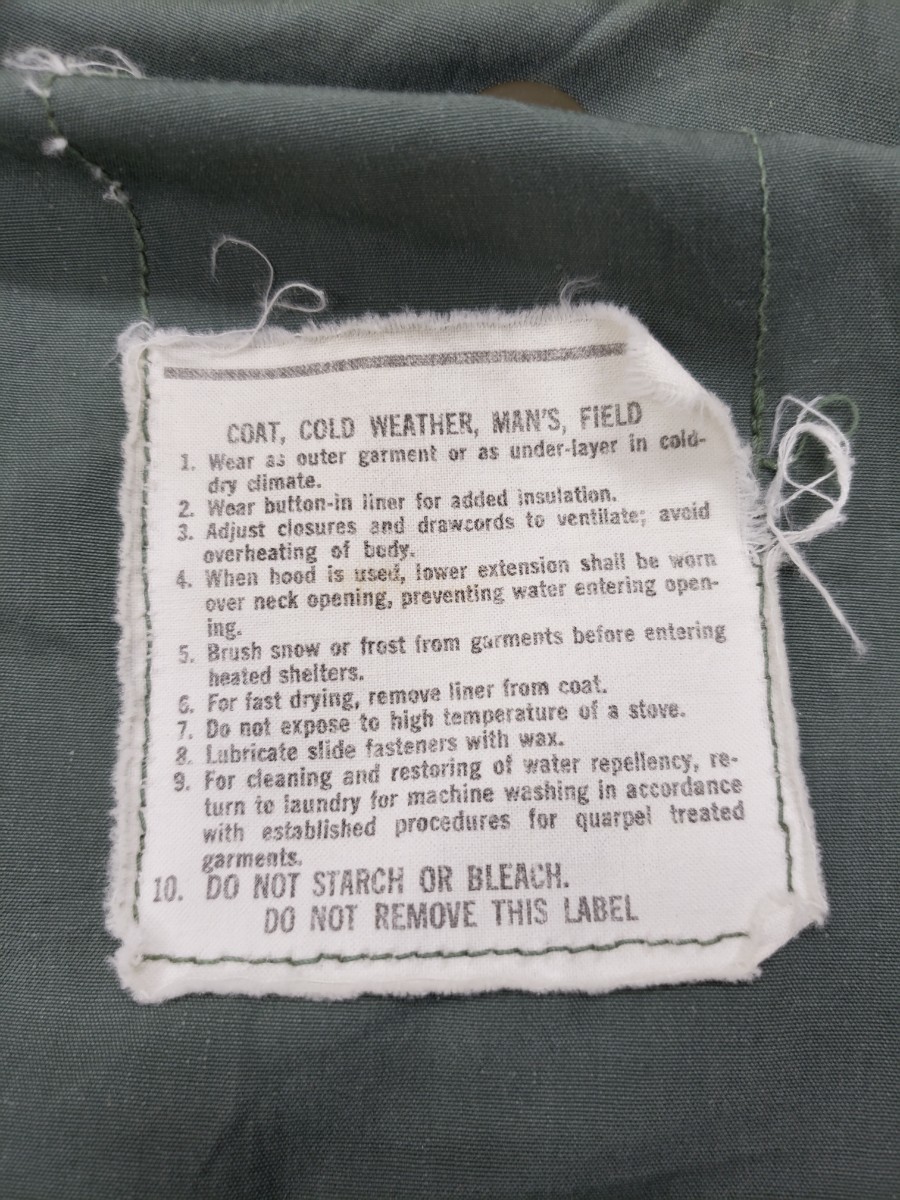 COAT, COLD WEATHER, MAN'S, FIELD
1. Wear as outer garment or as under-layer in cold-
dry climate.
2. Wear button-in liner for added insulation.
3. Adjust closures and drawcords to ventilate; avoid
overheating of body.
4. When hood is used, lower extension shall be worn
over neck opening, preventing water entering open-
ing.
5. Brush snow or frost from garments before entering
heated shelters.
6. For fast drying, remove liner from coat.
7. Do not expose to high temperature of a stove.
8. Lubricate slide fasteners with wax.
9. For cleaning and restoring of water repellency, re-
turn to laundry for machine washing in accordance
with established procedures for quarpel treated
garments.
10. DO NOT STARCH OR BLEACH.
DO NOT REMOVE THIS LABEL